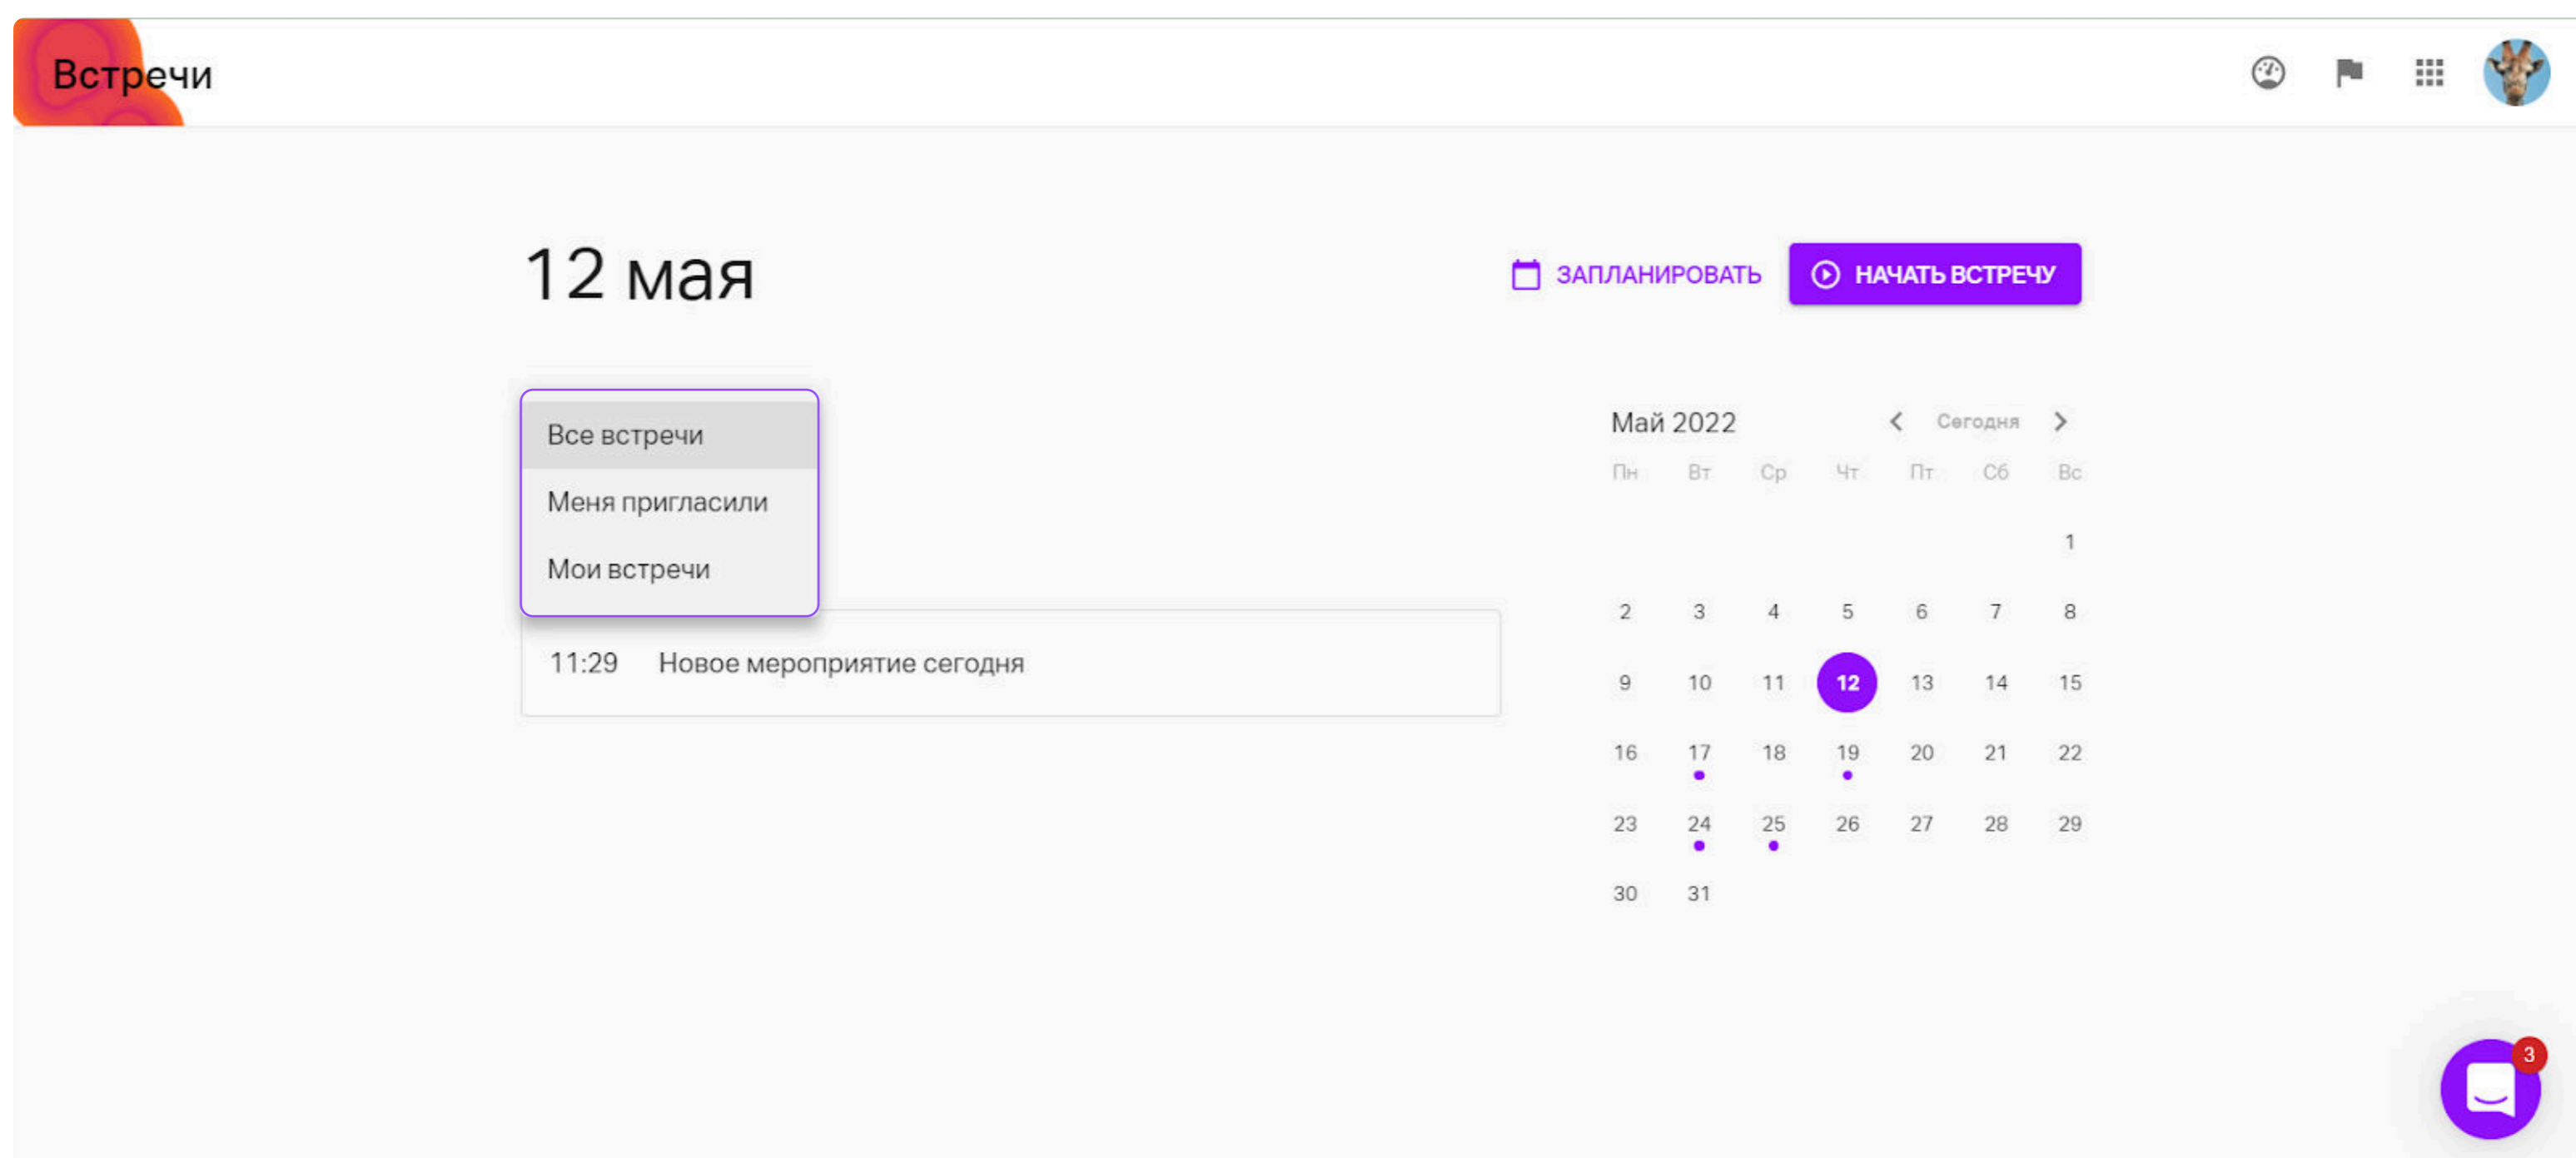 Встречи
12 мая
ЗАПЛАНИРОВАТЬ
НАЧАТЬ ВСТРЕЧУ
Все встречи
Меня пригласили
Мои встречи
11:29 Новое мероприятие сегодня
Май 2022 Сегодня
Пн Вт Ср Чт Пт Сб Вс
1
2 3 4 5 6 7 8
9 10 11 12 13 14 15
16 17 18 19 20 21 22
23 24 25 26 27 28 29
30 31
3